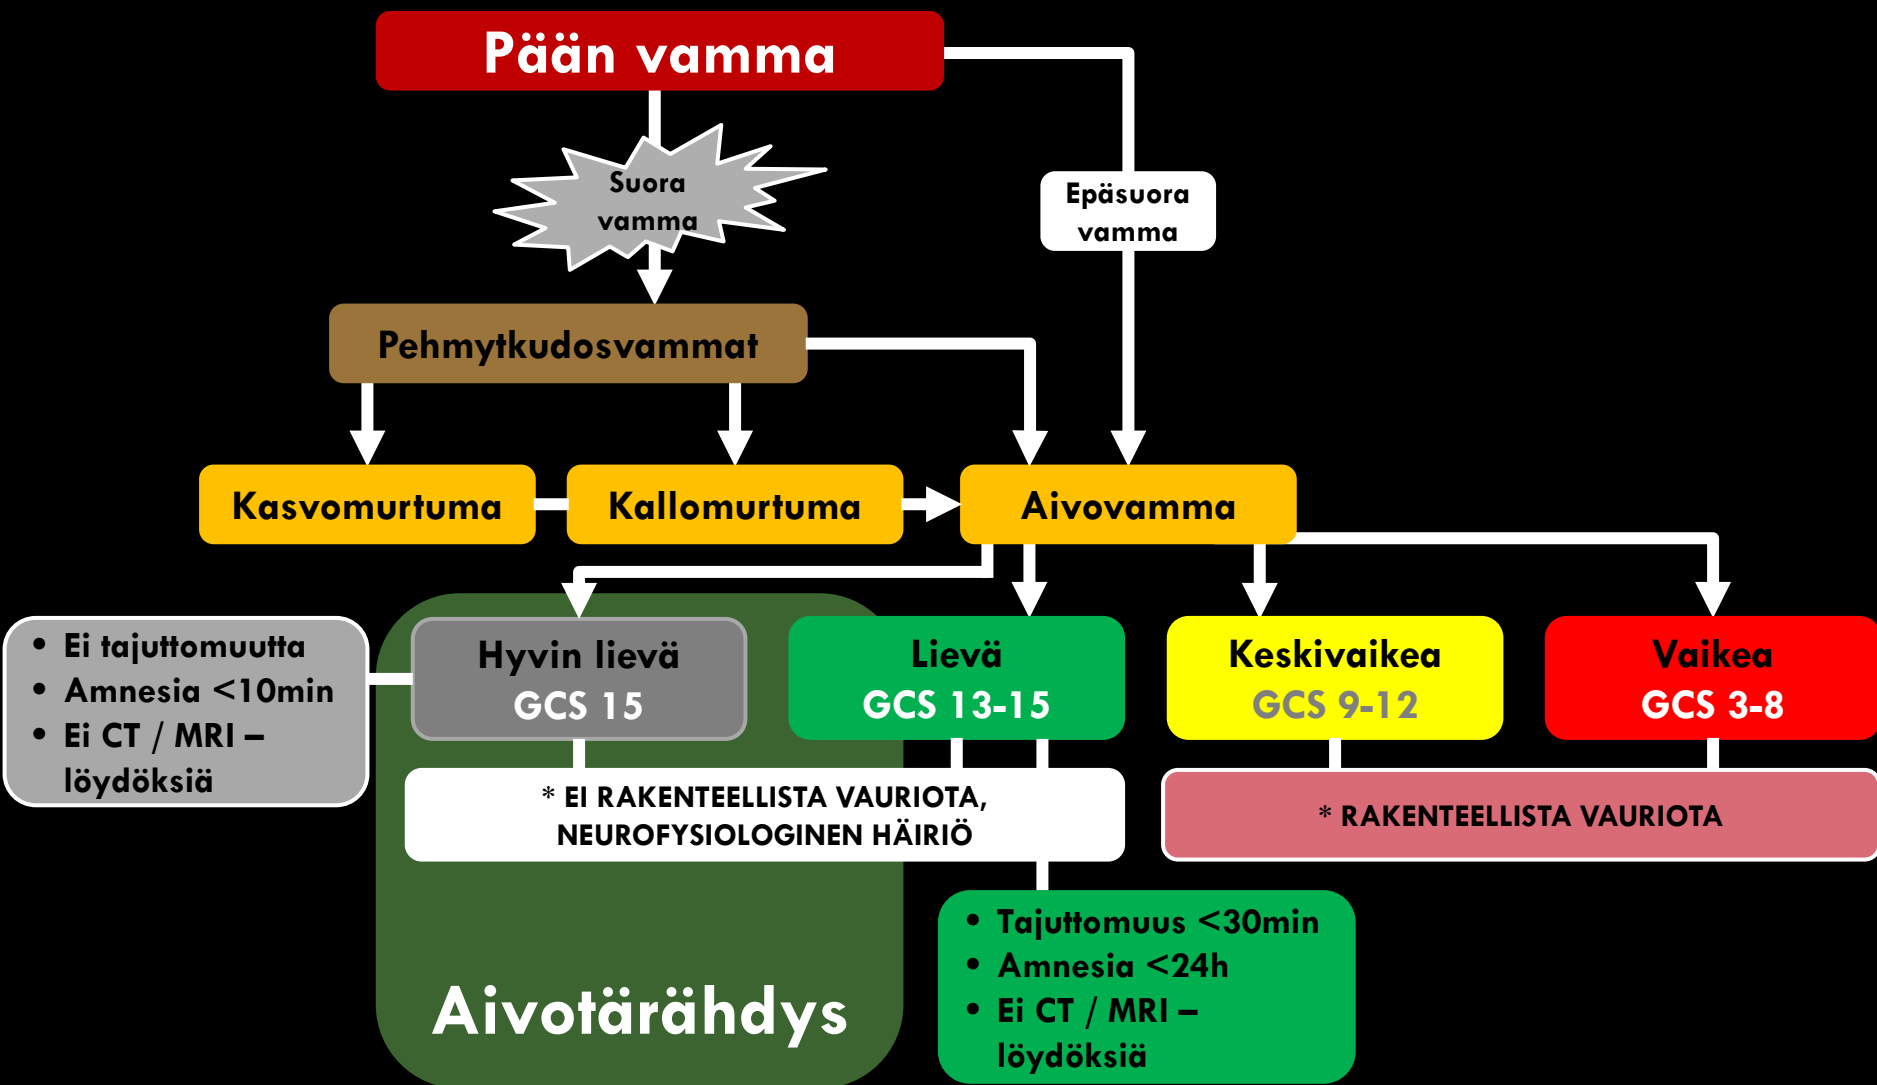 Pään vamma
Suora
vamma
Epäsuora
vamma
Pehmytkudosvammat
Kasvomurtuma
Kallomurtuma
Aivovamma
• Ei tajuttomuutta
• Amnesia <10min
• Ei CT / MRI –
löydöksiä
Hyvin lievä
GCS 15
Lievä
GCS 13-15
Keskivaikea
GCS 9-12
Vaikea
GCS 3-8
* EI RAKENTEELLISTA VAURIOTA,
NEUROFYSIOLOGINEN HÄIRIÖ
* RAKENTEELLISTA VAURIOTA
Aivotärähdys
• Tajuttomuus <30min
• Amnesia <24h
• Ei CT / MRI –
löydöksiä